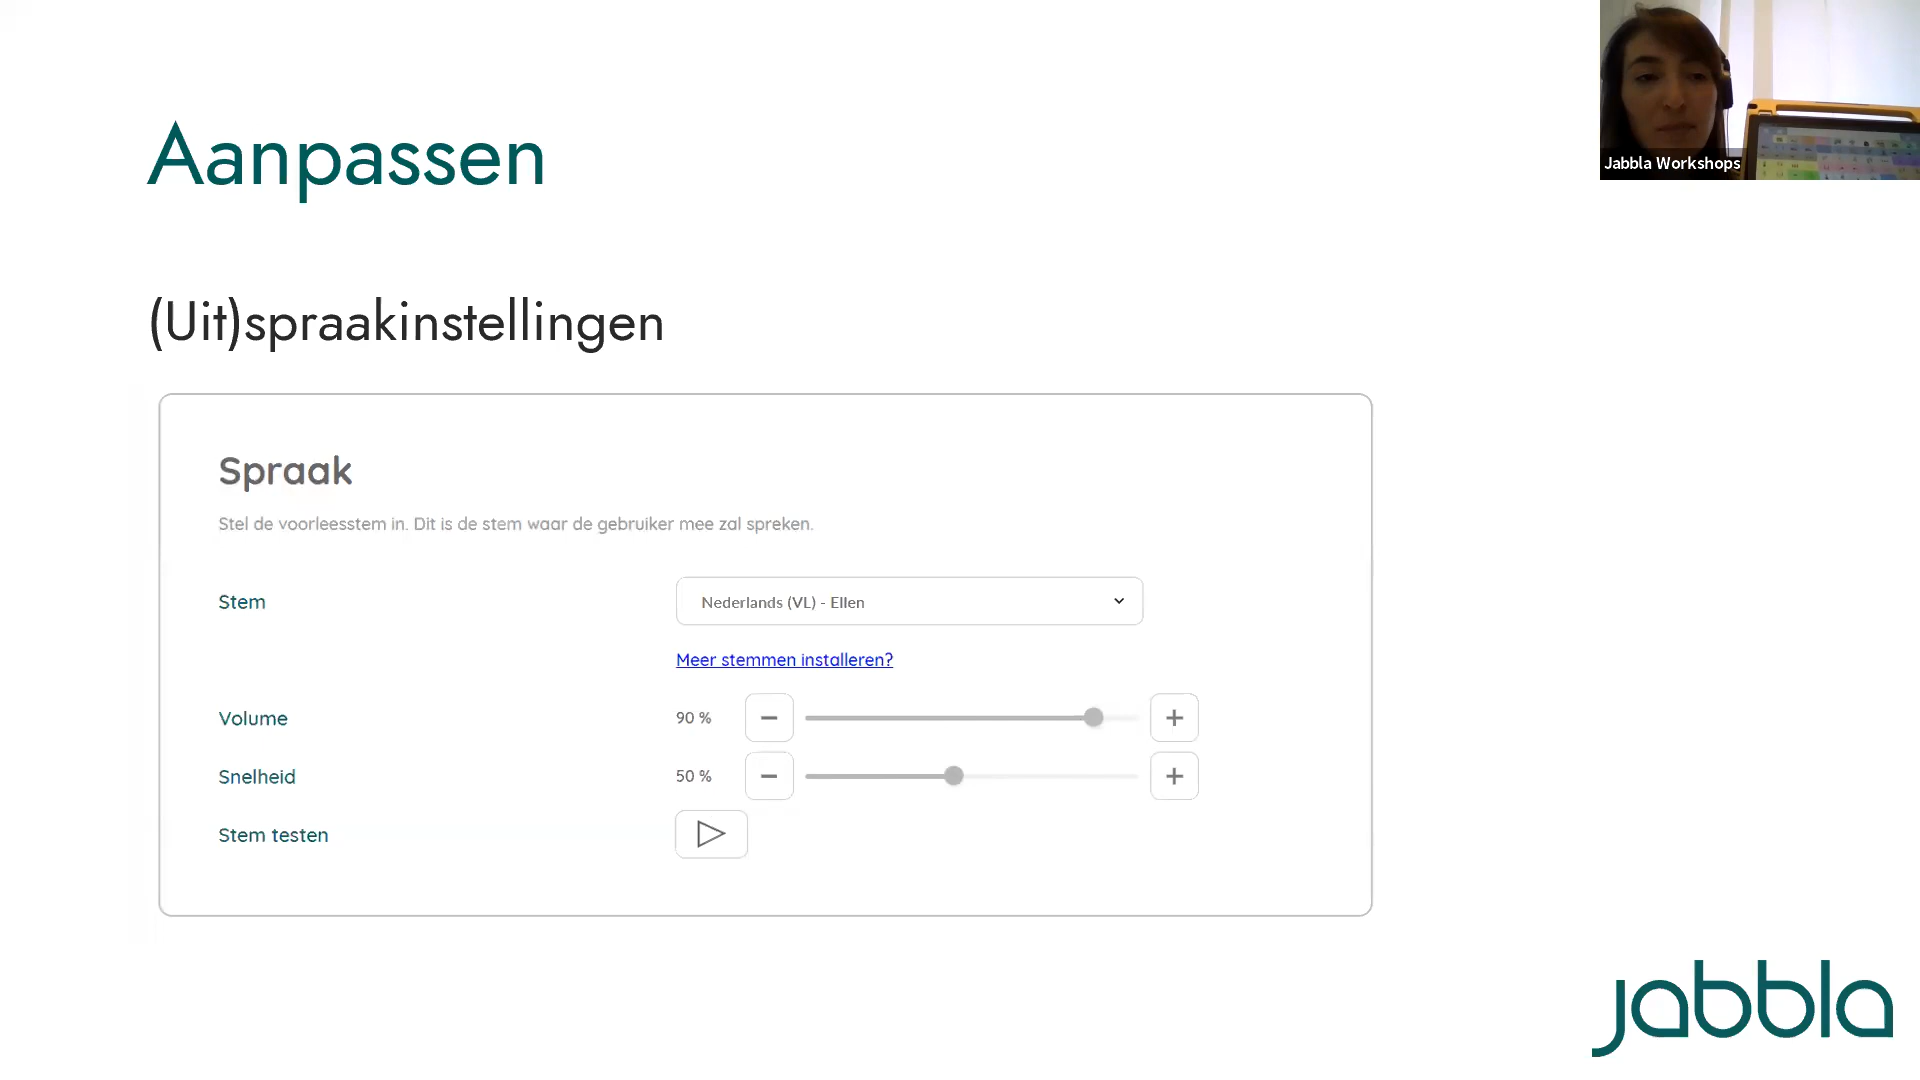 Aanpassen
Jabbla Workshops
(Uit)spraakinstellingen
Spraak
Stel de voorleesstem in. Dit is de stem waar de gebruiker mee zal spreken.
Stem
Nederlands (VL) - Ellen
Meer stemmen installeren?
Volume
90 %
Snelheid
50 %
Stem testen
jabbla